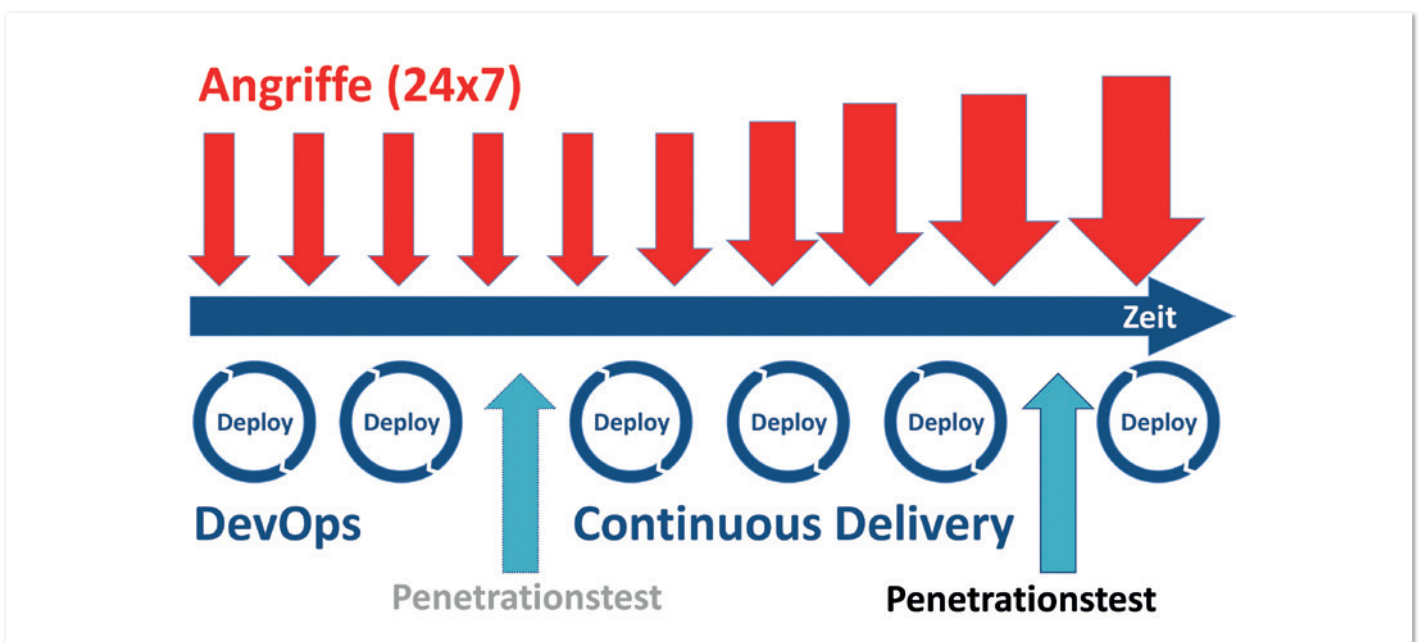 Angriffe (24x7)
Zeit
Deploy Deploy Deploy Deploy Deploy Deploy
DevOps Continuous Delivery
Penetrationstest Penetrationstest